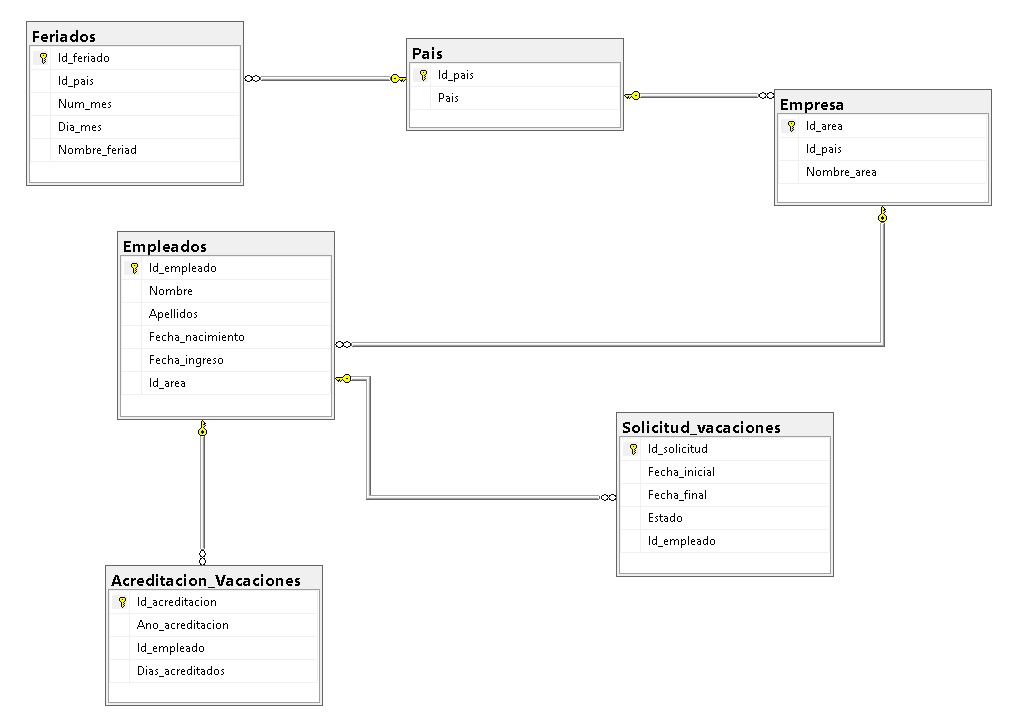 Feriados
Id_feriado
Id_pais
Num_mes
Dia_mes
Nombre_feriad
Pais
Id_pais
Pais
Empresa
Id_area
Id_pais
Nombre_area
Empleados
Id_empleado
Nombre
Apellidos
Fecha_nacimiento
Fecha_ingreso
Id_area
Solicitud_vacaciones
Id_solicitud
Fecha_inicial
Fecha_final
Estado
Id_empleado
Acreditacion_Vacaciones
Id_acreditacion
Ano_acreditacion
Id_empleado
Dias_acreditados